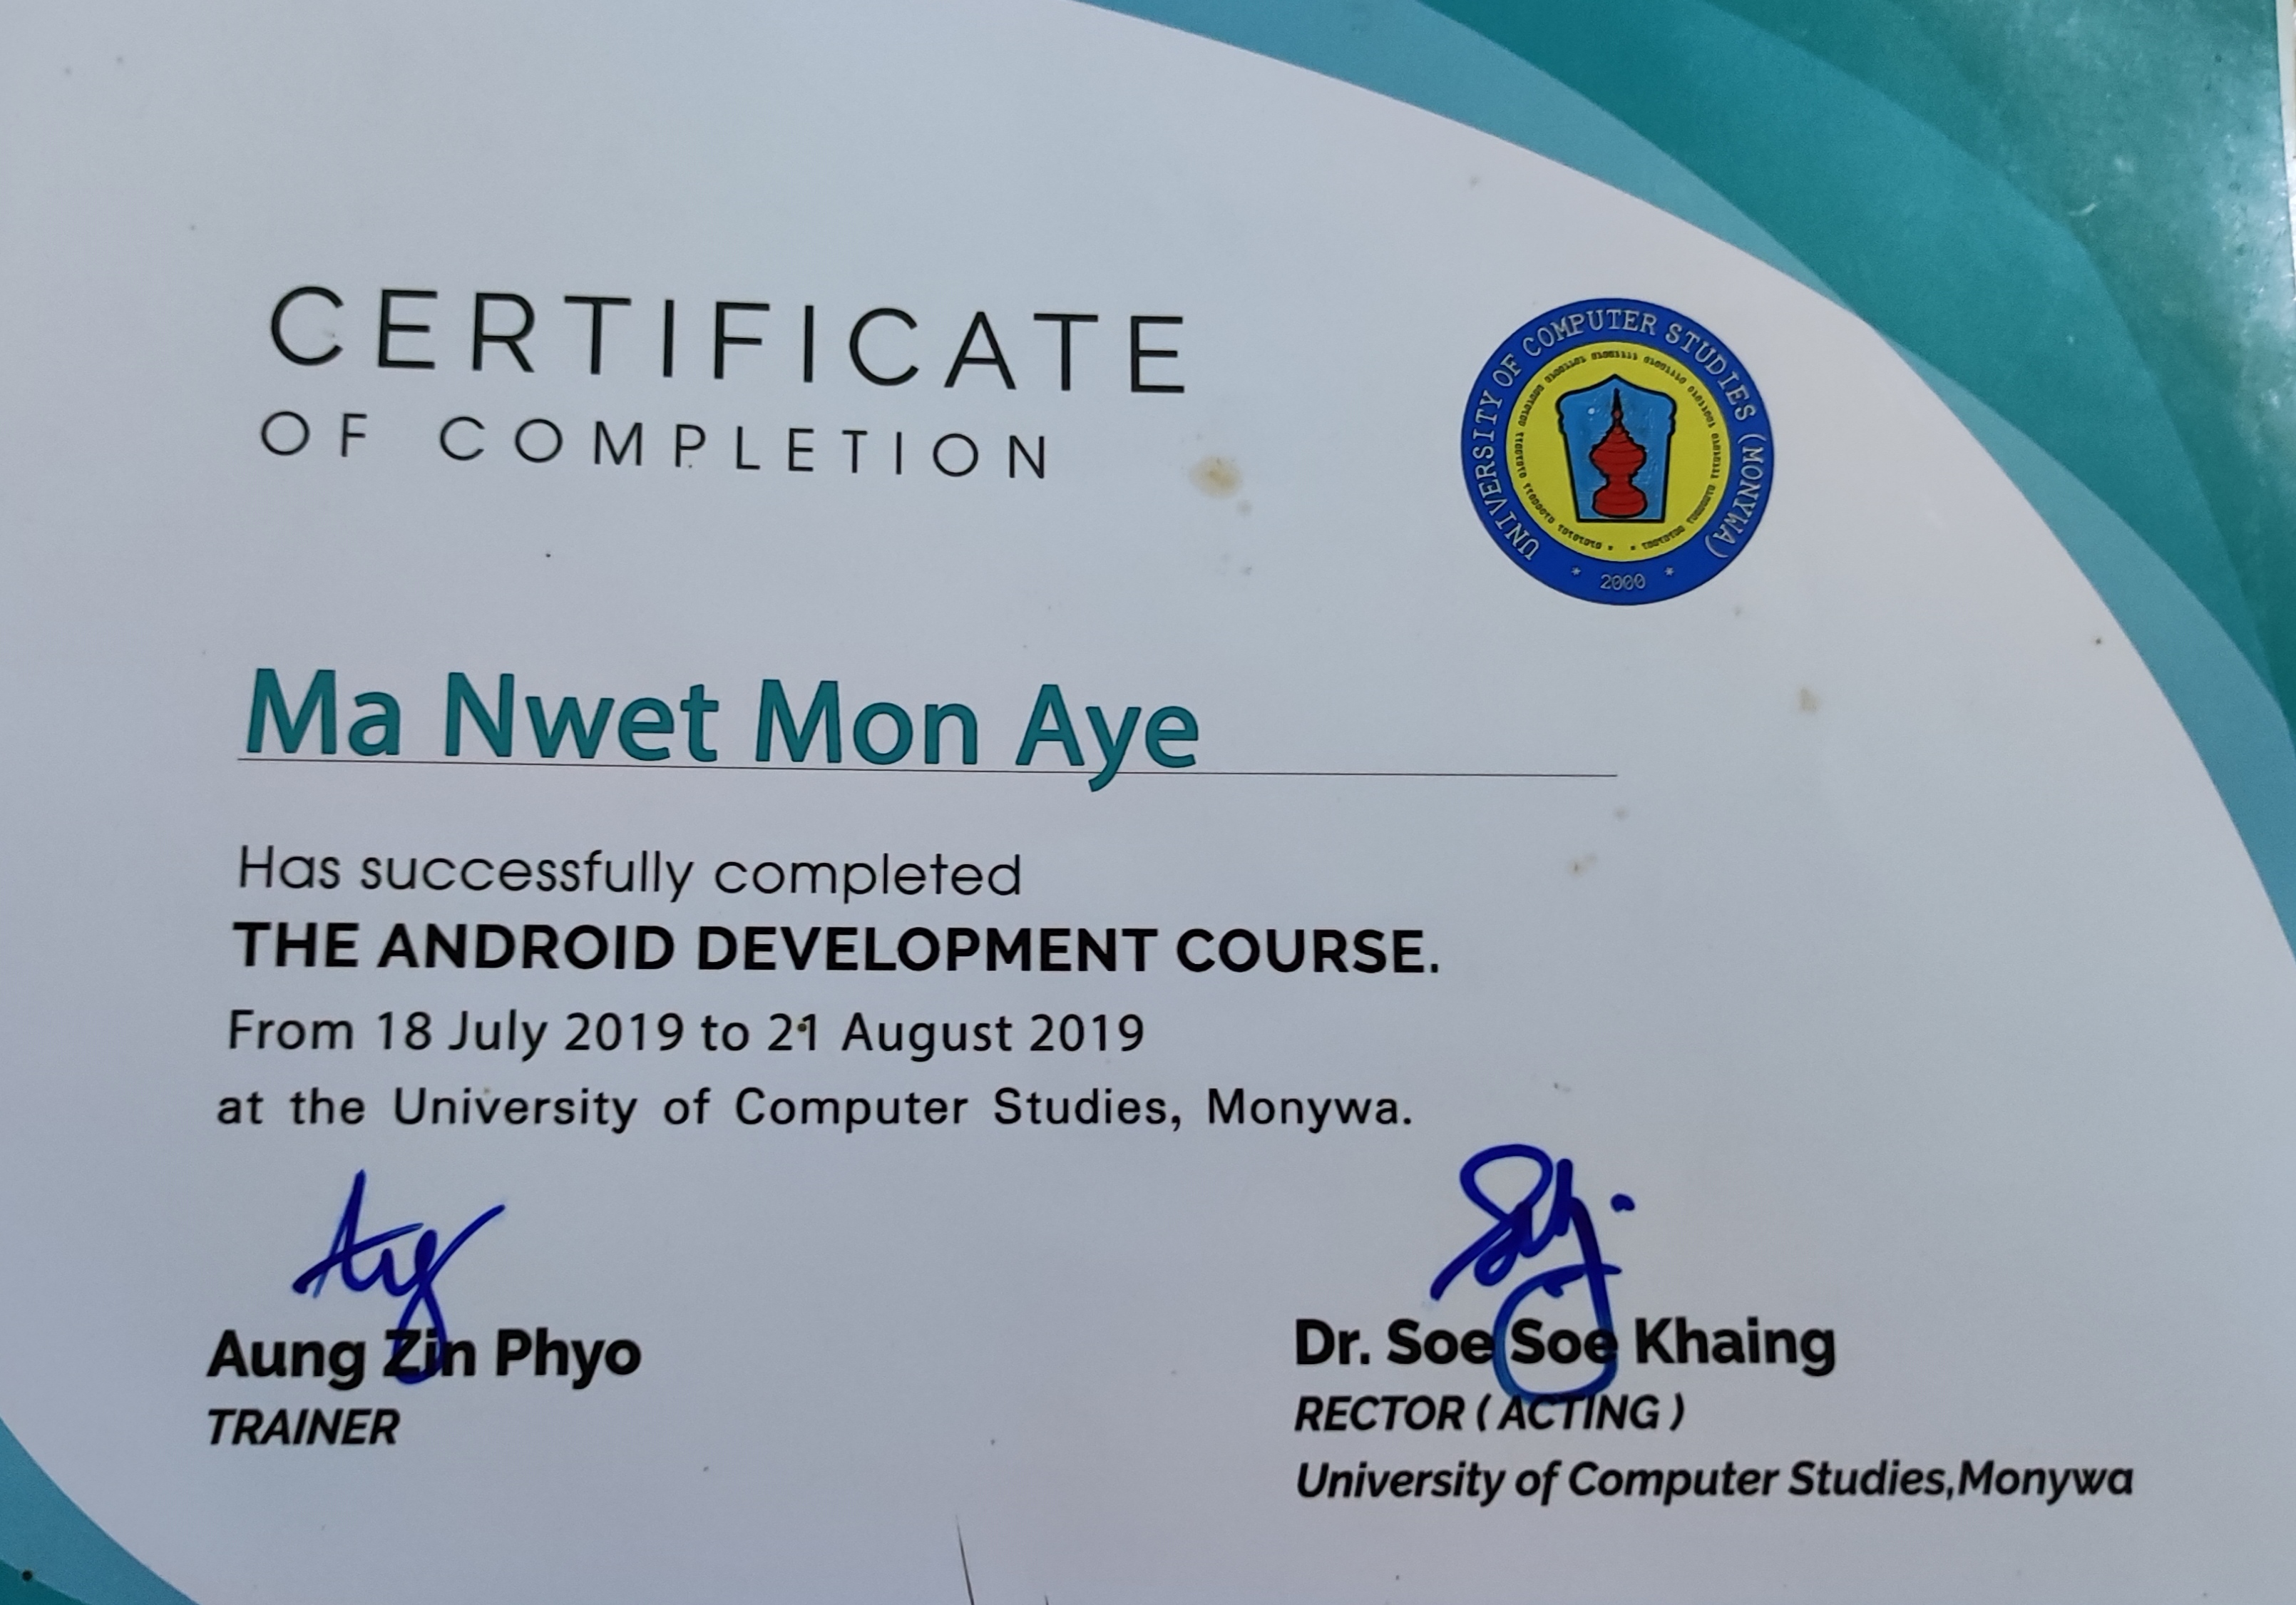 CERTIFICATE
OF COMPLETION
UNIVERSITY OF COMPUTER STUDIES (MONYWA)
* 2000 *
Ma Nwet Mon Aye
Has successfully completed
THE ANDROID DEVELOPMENT COURSE.
From 18 July 2019 to 21 August 2019
at the University of Computer Studies, Monywa.
Aung Zin Phyo
TRAINER
Dr. Soe Soe Khaing
RECTOR ( ACTING )
University of Computer Studies,Monywa